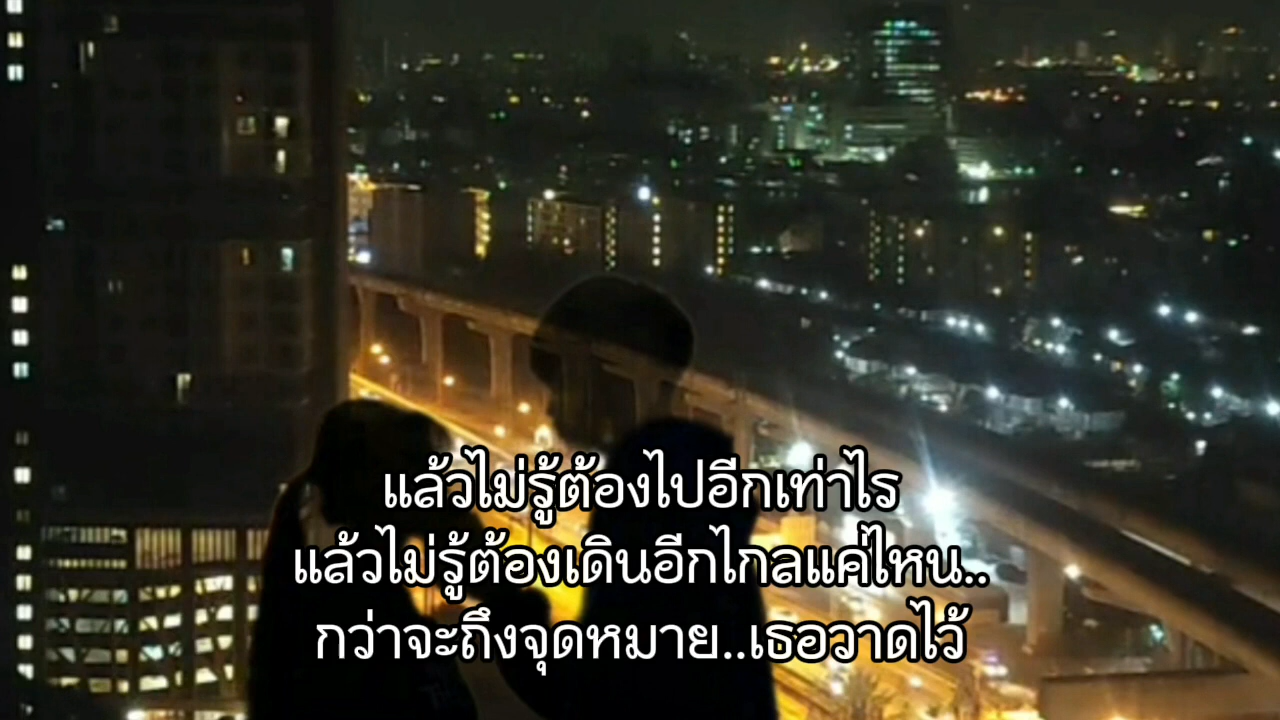 แล้วไม่รู้ต้องไปอีกเท่าไร
แล้วไม่รู้ต้องเดินอีกไกลแค่ไหน..
กว่าจะถึงจุดหมาย..เธอวาดไว้